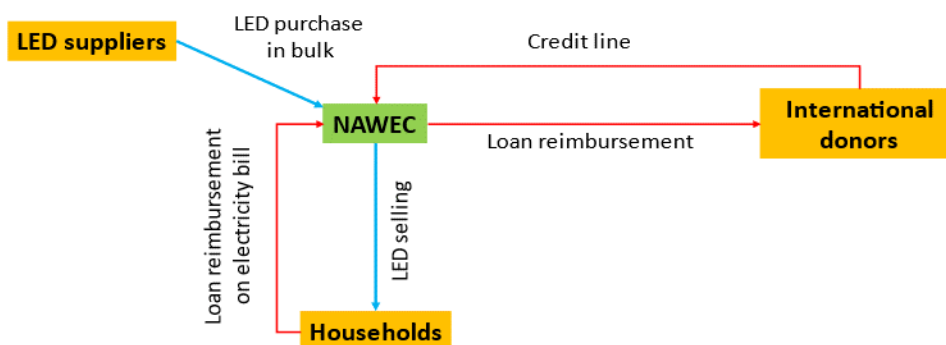 LED suppliers
LED purchase
in bulk
Credit line
NAWEC
International
donors
Loan reimbursement
Loan reimbursement
on electricity bill
LED selling
Households